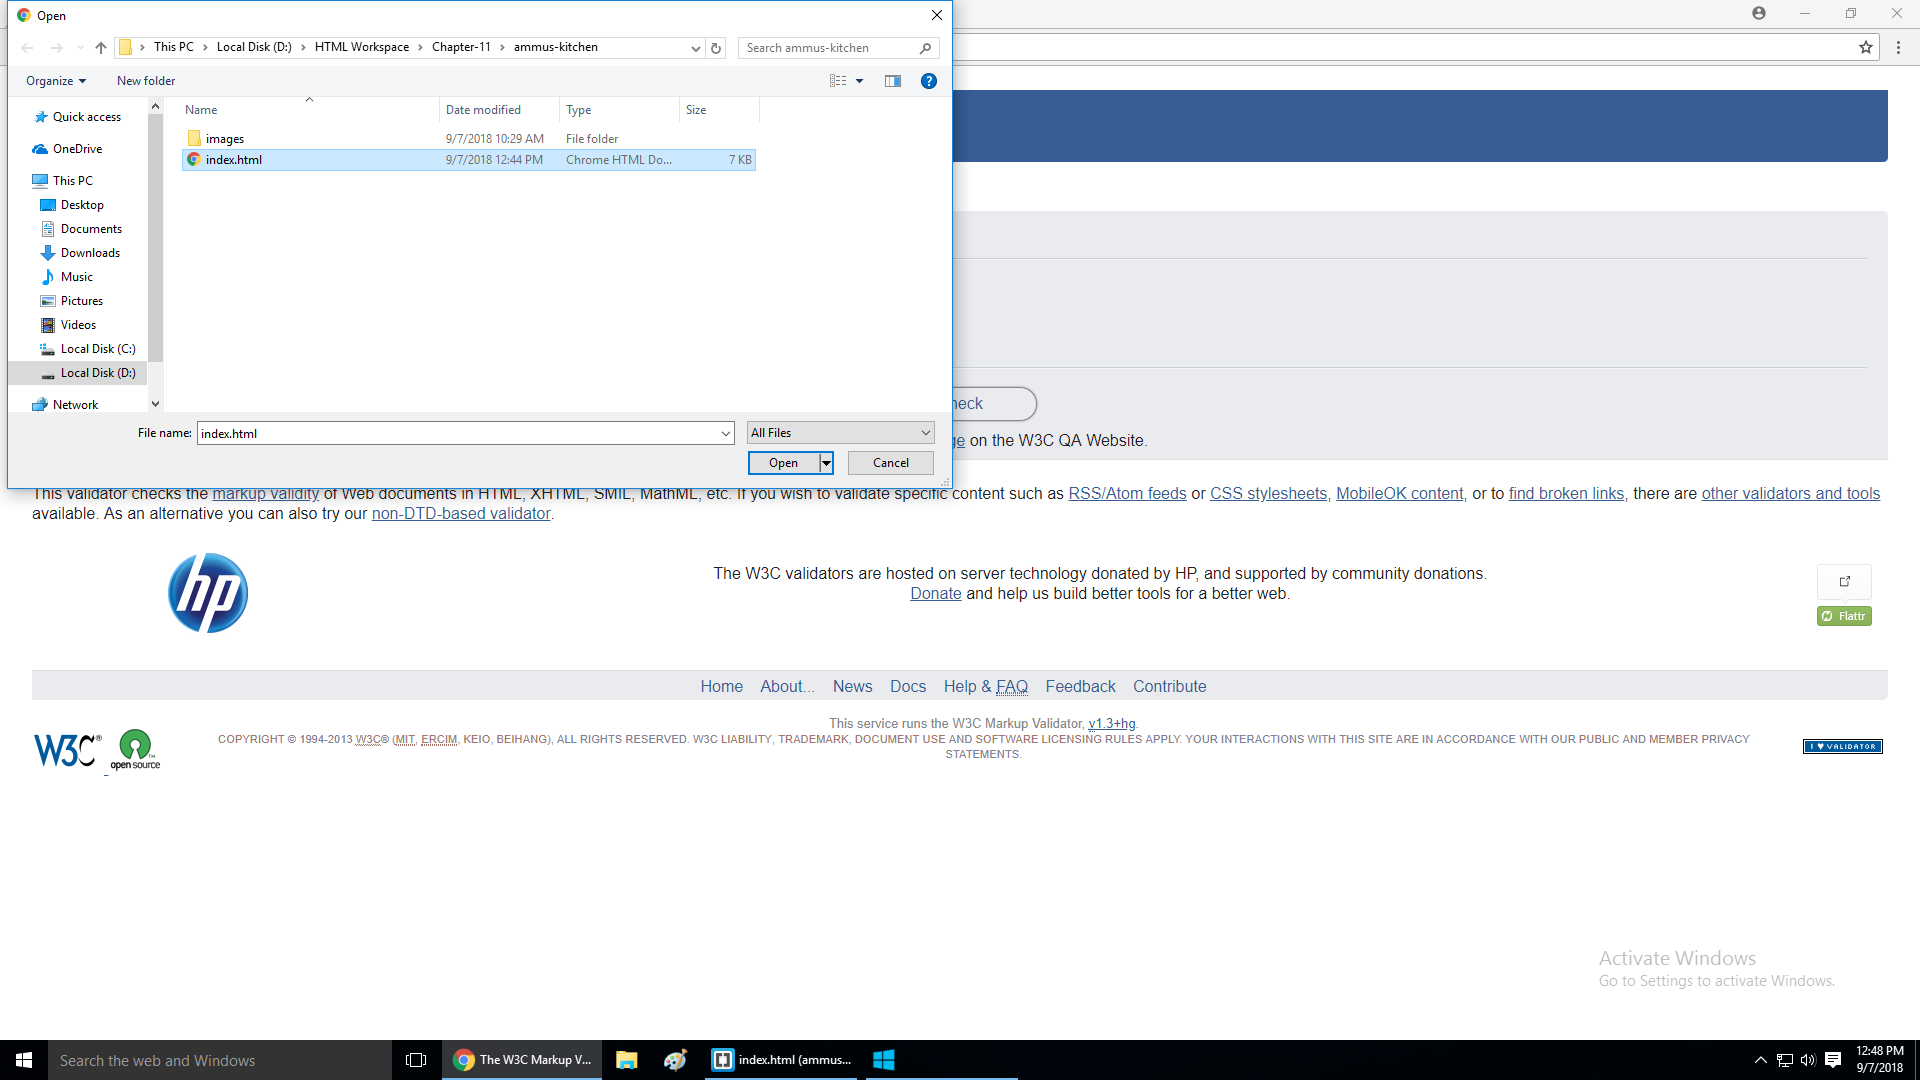 Open
This PC > Local Disk (D:) > HTML Workspace > Chapter-11 > ammus-kitchen
Search ammus-kitchen
Organize
New folder
Quick access
OneDrive
This PC
Desktop
Documents
Downloads
Music
Pictures
Videos
Local Disk (C:)
Local Disk (D:)
Network
Name Date modified Type Size
images 9/7/2018 10:29 AM File folder
index.html 9/7/2018 12:44 PM Chrome HTML Do... 7 KB
File name: index.html All Files
Open Cancel
on the W3C QA Website.
This validator checks the markup validity of Web documents in HTML, XHTML, SMIL, MathML, etc. If you wish to validate specific content such as RSS/Atom feeds or CSS stylesheets, MobileOK content, or to find broken links, there are other validators and tools
available. As an alternative you can also try our non-DTD-based validator.
hp
The W3C validators are hosted on server technology donated by HP, and supported by community donations.
Donate and help us build better tools for a better web.
Flattr
Home About... News Docs Help & FAQ Feedback Contribute
This service runs the W3C Markup Validator, v1.3+hg.
W3C®
open source
COPYRIGHT © 1994-2013 W3C® (MIT, ERCIM, KEIO, BEIHANG), ALL RIGHTS RESERVED. W3C LIABILITY, TRADEMARK, DOCUMENT USE AND SOFTWARE LICENSING RULES APPLY. YOUR INTERACTIONS WITH THIS SITE ARE IN ACCORDANCE WITH OUR PUBLIC AND MEMBER PRIVACY
STATEMENTS.
I ♥ VALIDATOR
Activate Windows
Go to Settings to activate Windows.
Search the web and Windows
The W3C Markup V...
index.html (ammus...
12:48 PM
9/7/2018